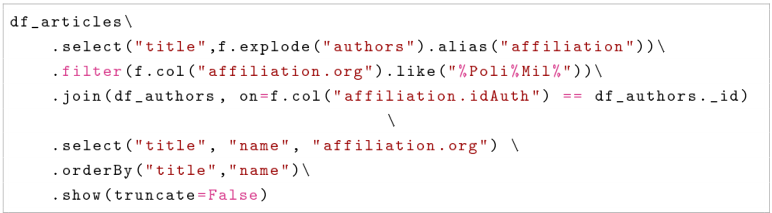 df_articles\
.select("title",f.explode("authors").alias("affiliation"))\
.filter(f.col("affiliation.org").like("%Poli%Mil%"))\
.join(df_authors, on=f.col("affiliation.idAuth") == df_authors._id)
\
.select("title", "name", "affiliation.org") \
.orderBy("title","name")\
.show(truncate=False)